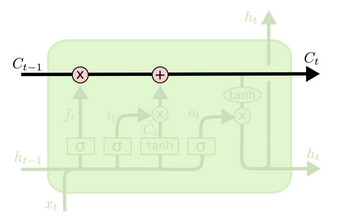 h_t
C_{t-1} × + C_t
tanh
f_t i_t × o_t ×
C̃_t
σ σ tanh σ
h_{t-1} h_t
x_t